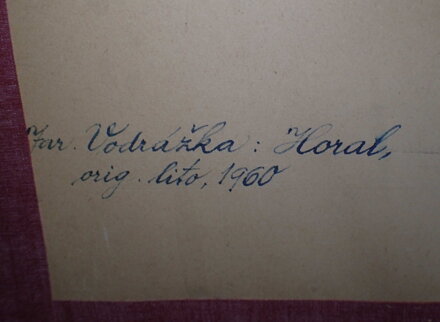 Jar. Vodrážka: Horal,
orig. lito, 1960